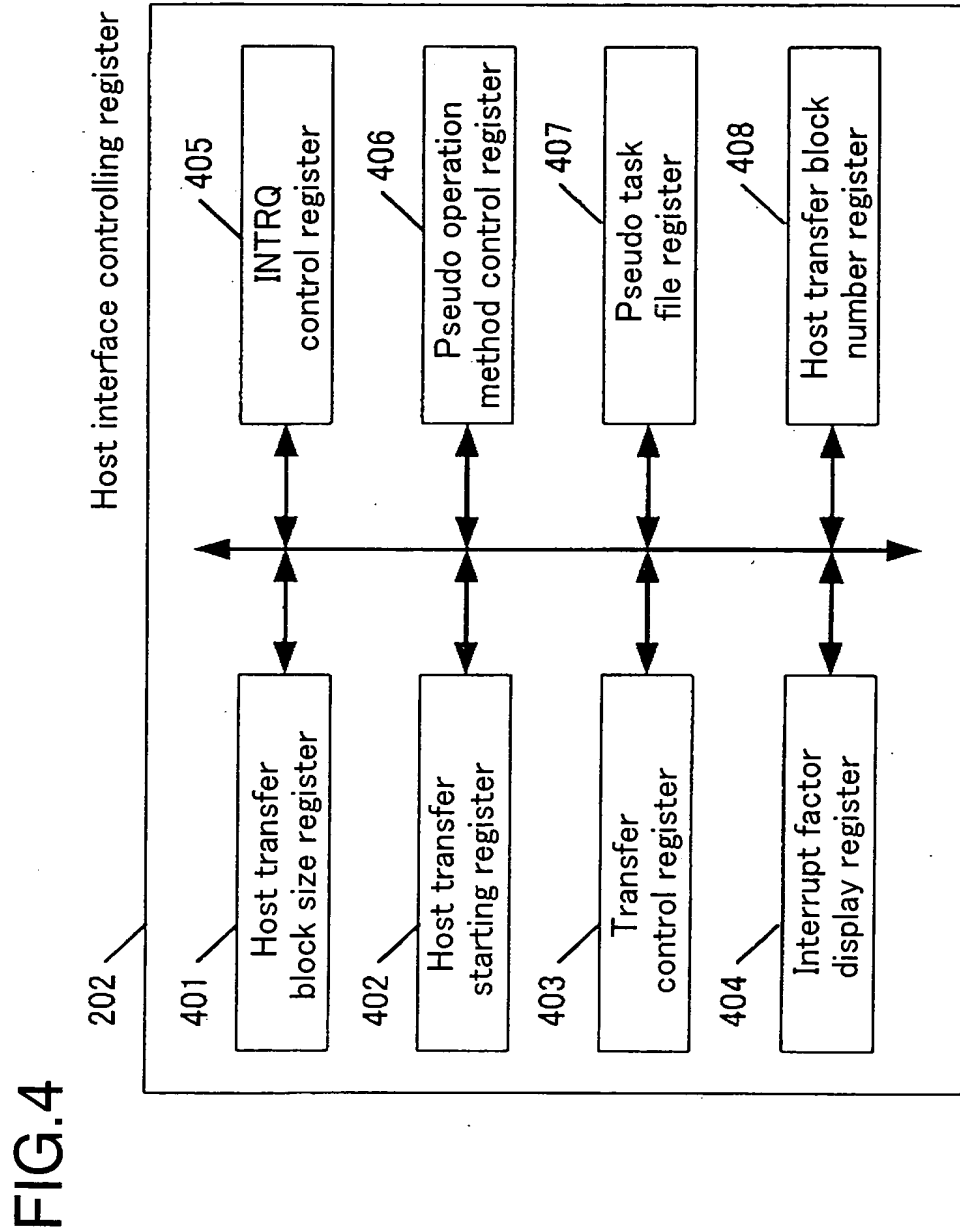 FIG.4
202
Host interface controlling register
401
Host transfer
block size register
402
Host transfer
starting register
403
Transfer
control register
404
Interrupt factor
display register
405
INTRQ
control register
406
Pseudo operation
method control register
407
Pseudo task
file register
408
Host transfer block
number register